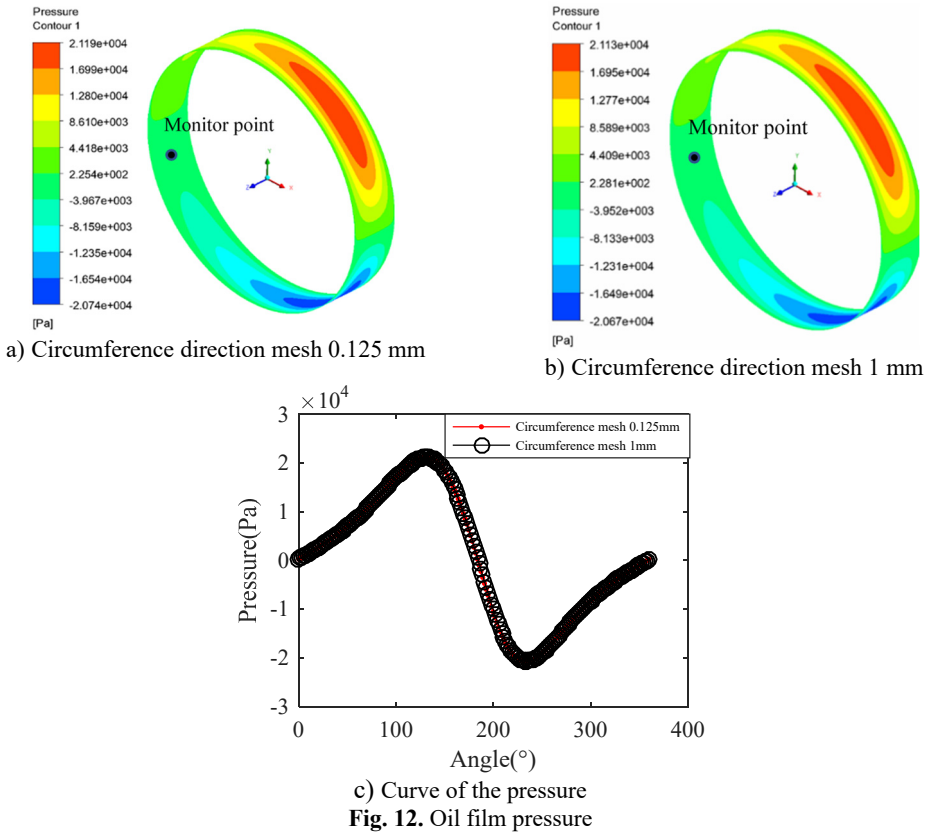 Pressure
Contour 1
2.119e+004
1.699e+004
1.280e+004
8.610e+003
4.418e+003
2.254e+002
-3.967e+003
-8.159e+003
-1.235e+004
-1.654e+004
-2.074e+004
[Pa]
Monitor point
Y
Z
X
a) Circumference direction mesh 0.125 mm
Pressure
Contour 1
2.113e+004
1.695e+004
1.277e+004
8.589e+003
4.409e+003
2.281e+002
-3.952e+003
-8.133e+003
-1.231e+004
-1.649e+004
-2.067e+004
[Pa]
Monitor point
Y
Z
X
b) Circumference direction mesh 1 mm
×10^4
3
2
1
0
-1
-2
-3
Pressure(Pa)
Circumference mesh 0.125mm
Circumference mesh 1mm
0 100 200 300 400
Angle(°)
c) Curve of the pressure
Fig. 12. Oil film pressure